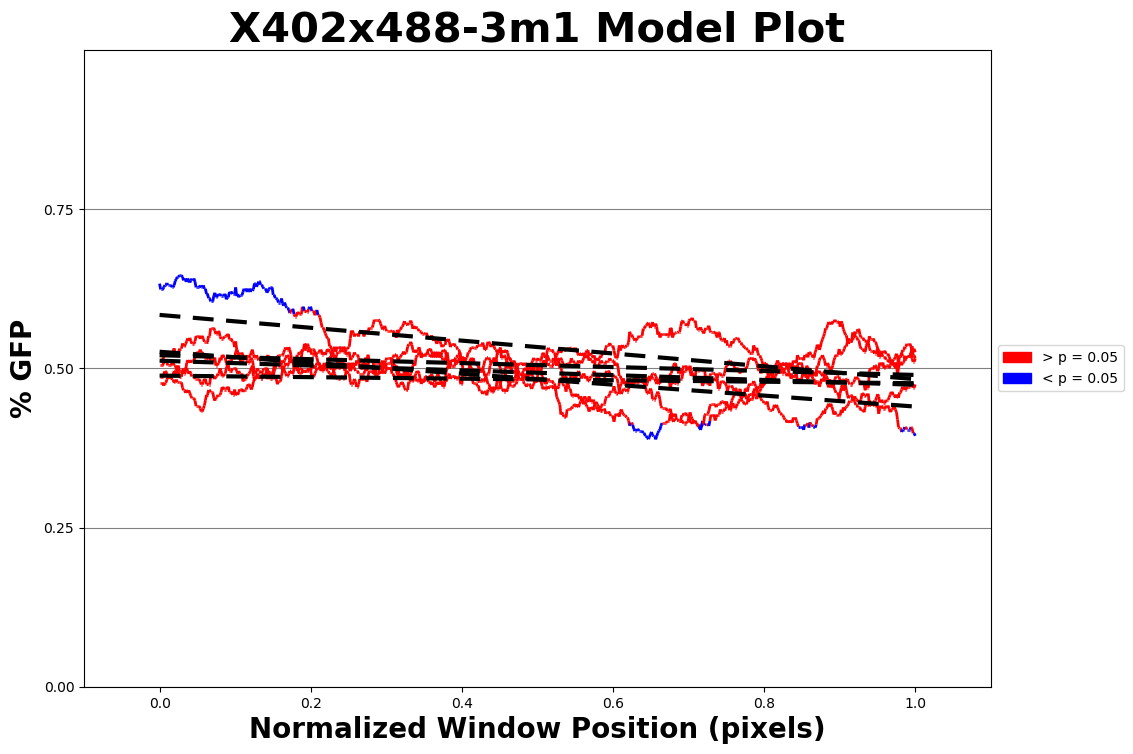 X402x488-3m1 Model Plot
% GFP
0.75
0.50
0.25
0.00
0.0 0.2 0.4 0.6 0.8 1.0
Normalized Window Position (pixels)
> p = 0.05
< p = 0.05